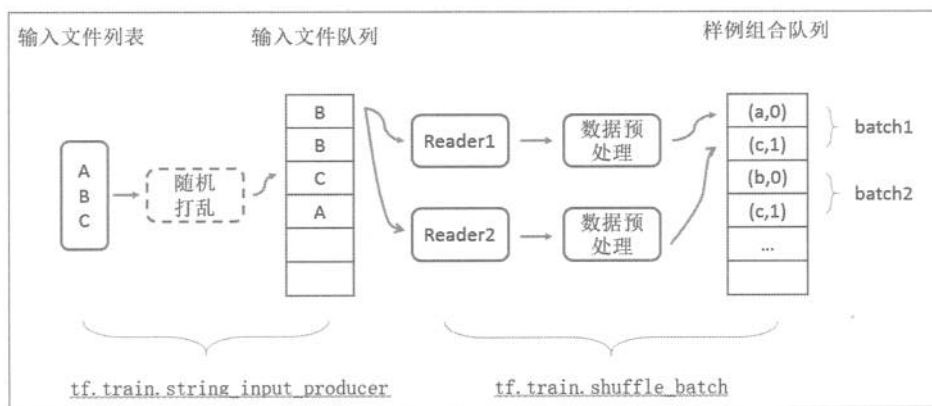 输入文件列表
输入文件队列
样例组合队列
A
B
C
随机
打乱
B
B
C
A
Reader1
数据预
处理
Reader2
数据预
处理
(a,0)
(c,1)
(b,0)
(c,1)
...
batch1
batch2
tf.train.string_input_producer
tf.train.shuffle_batch